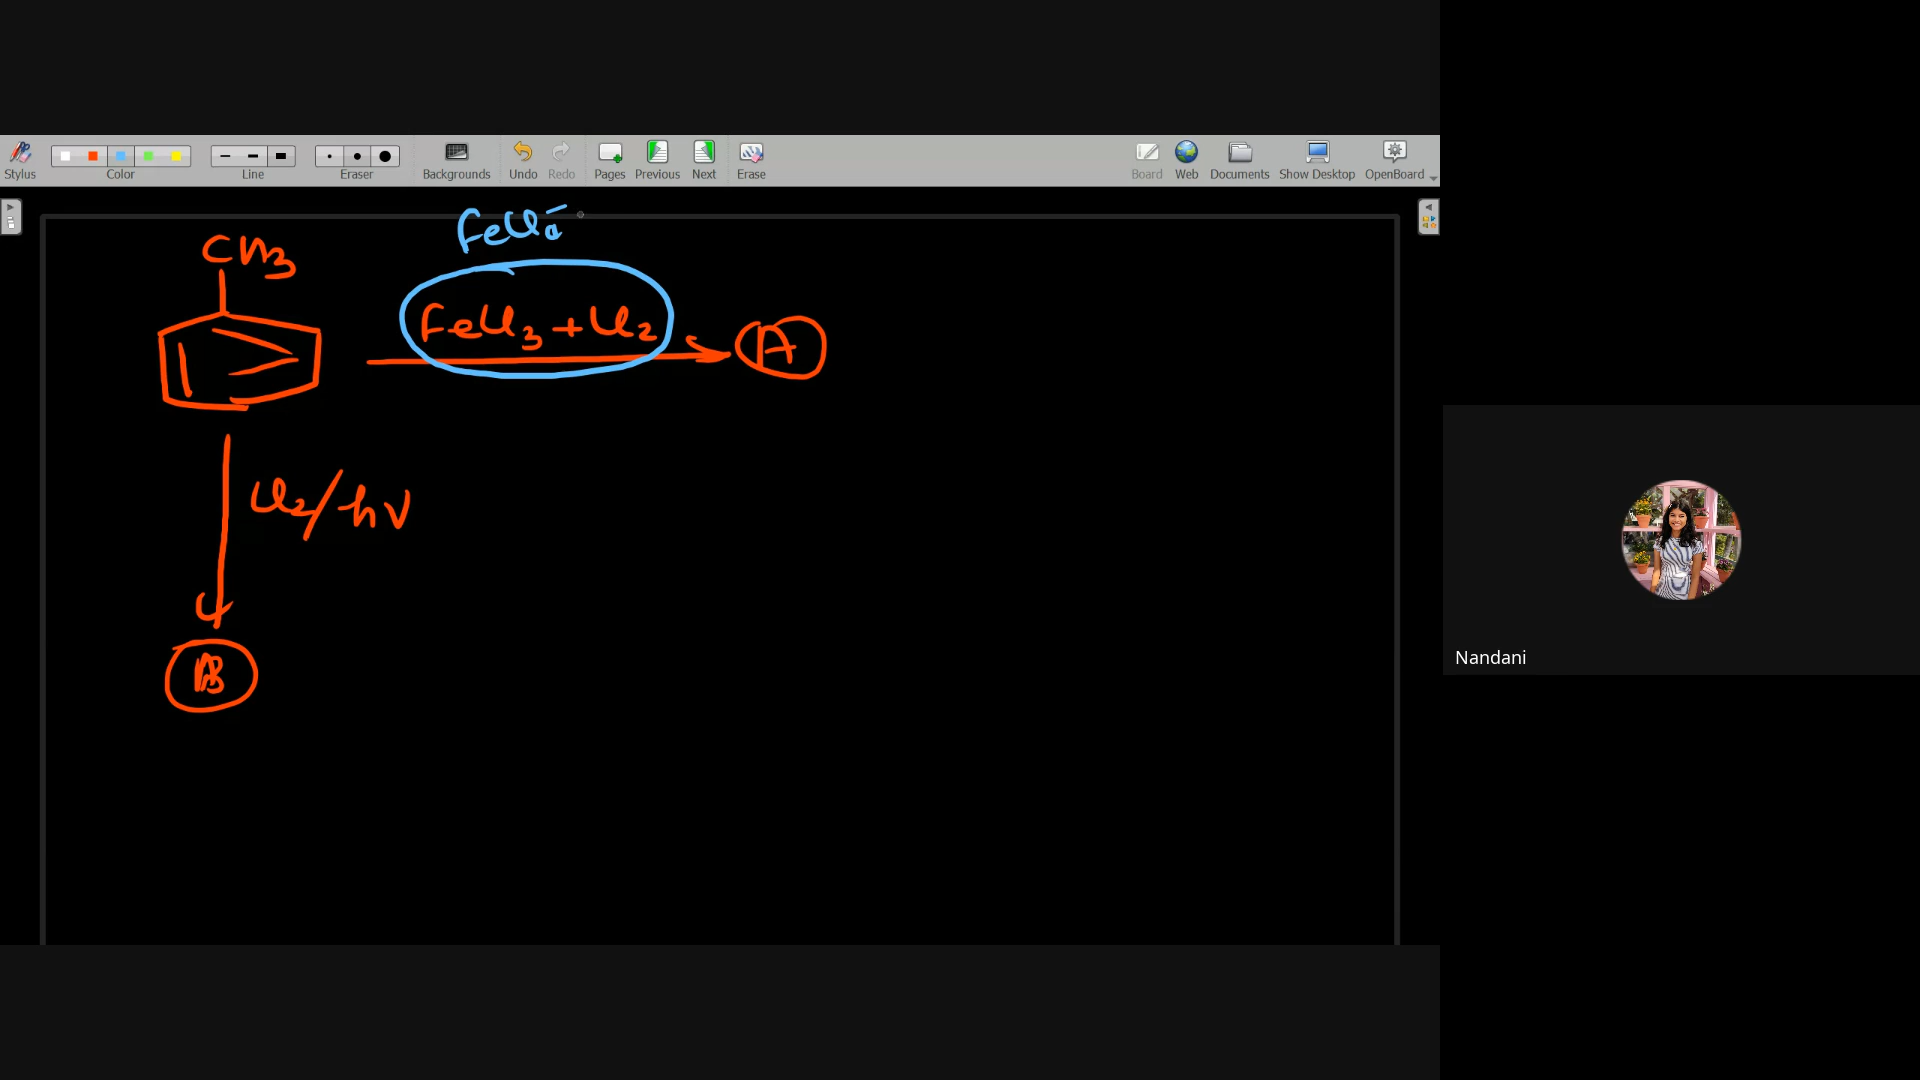 Stylus Color Line Eraser Backgrounds Undo Redo Pages Previous Next Erase Board Web Documents Show Desktop OpenBoard
FeCl4-
CH3
FeCl3 + Cl2
A
Cl2/hν
B
Nandani